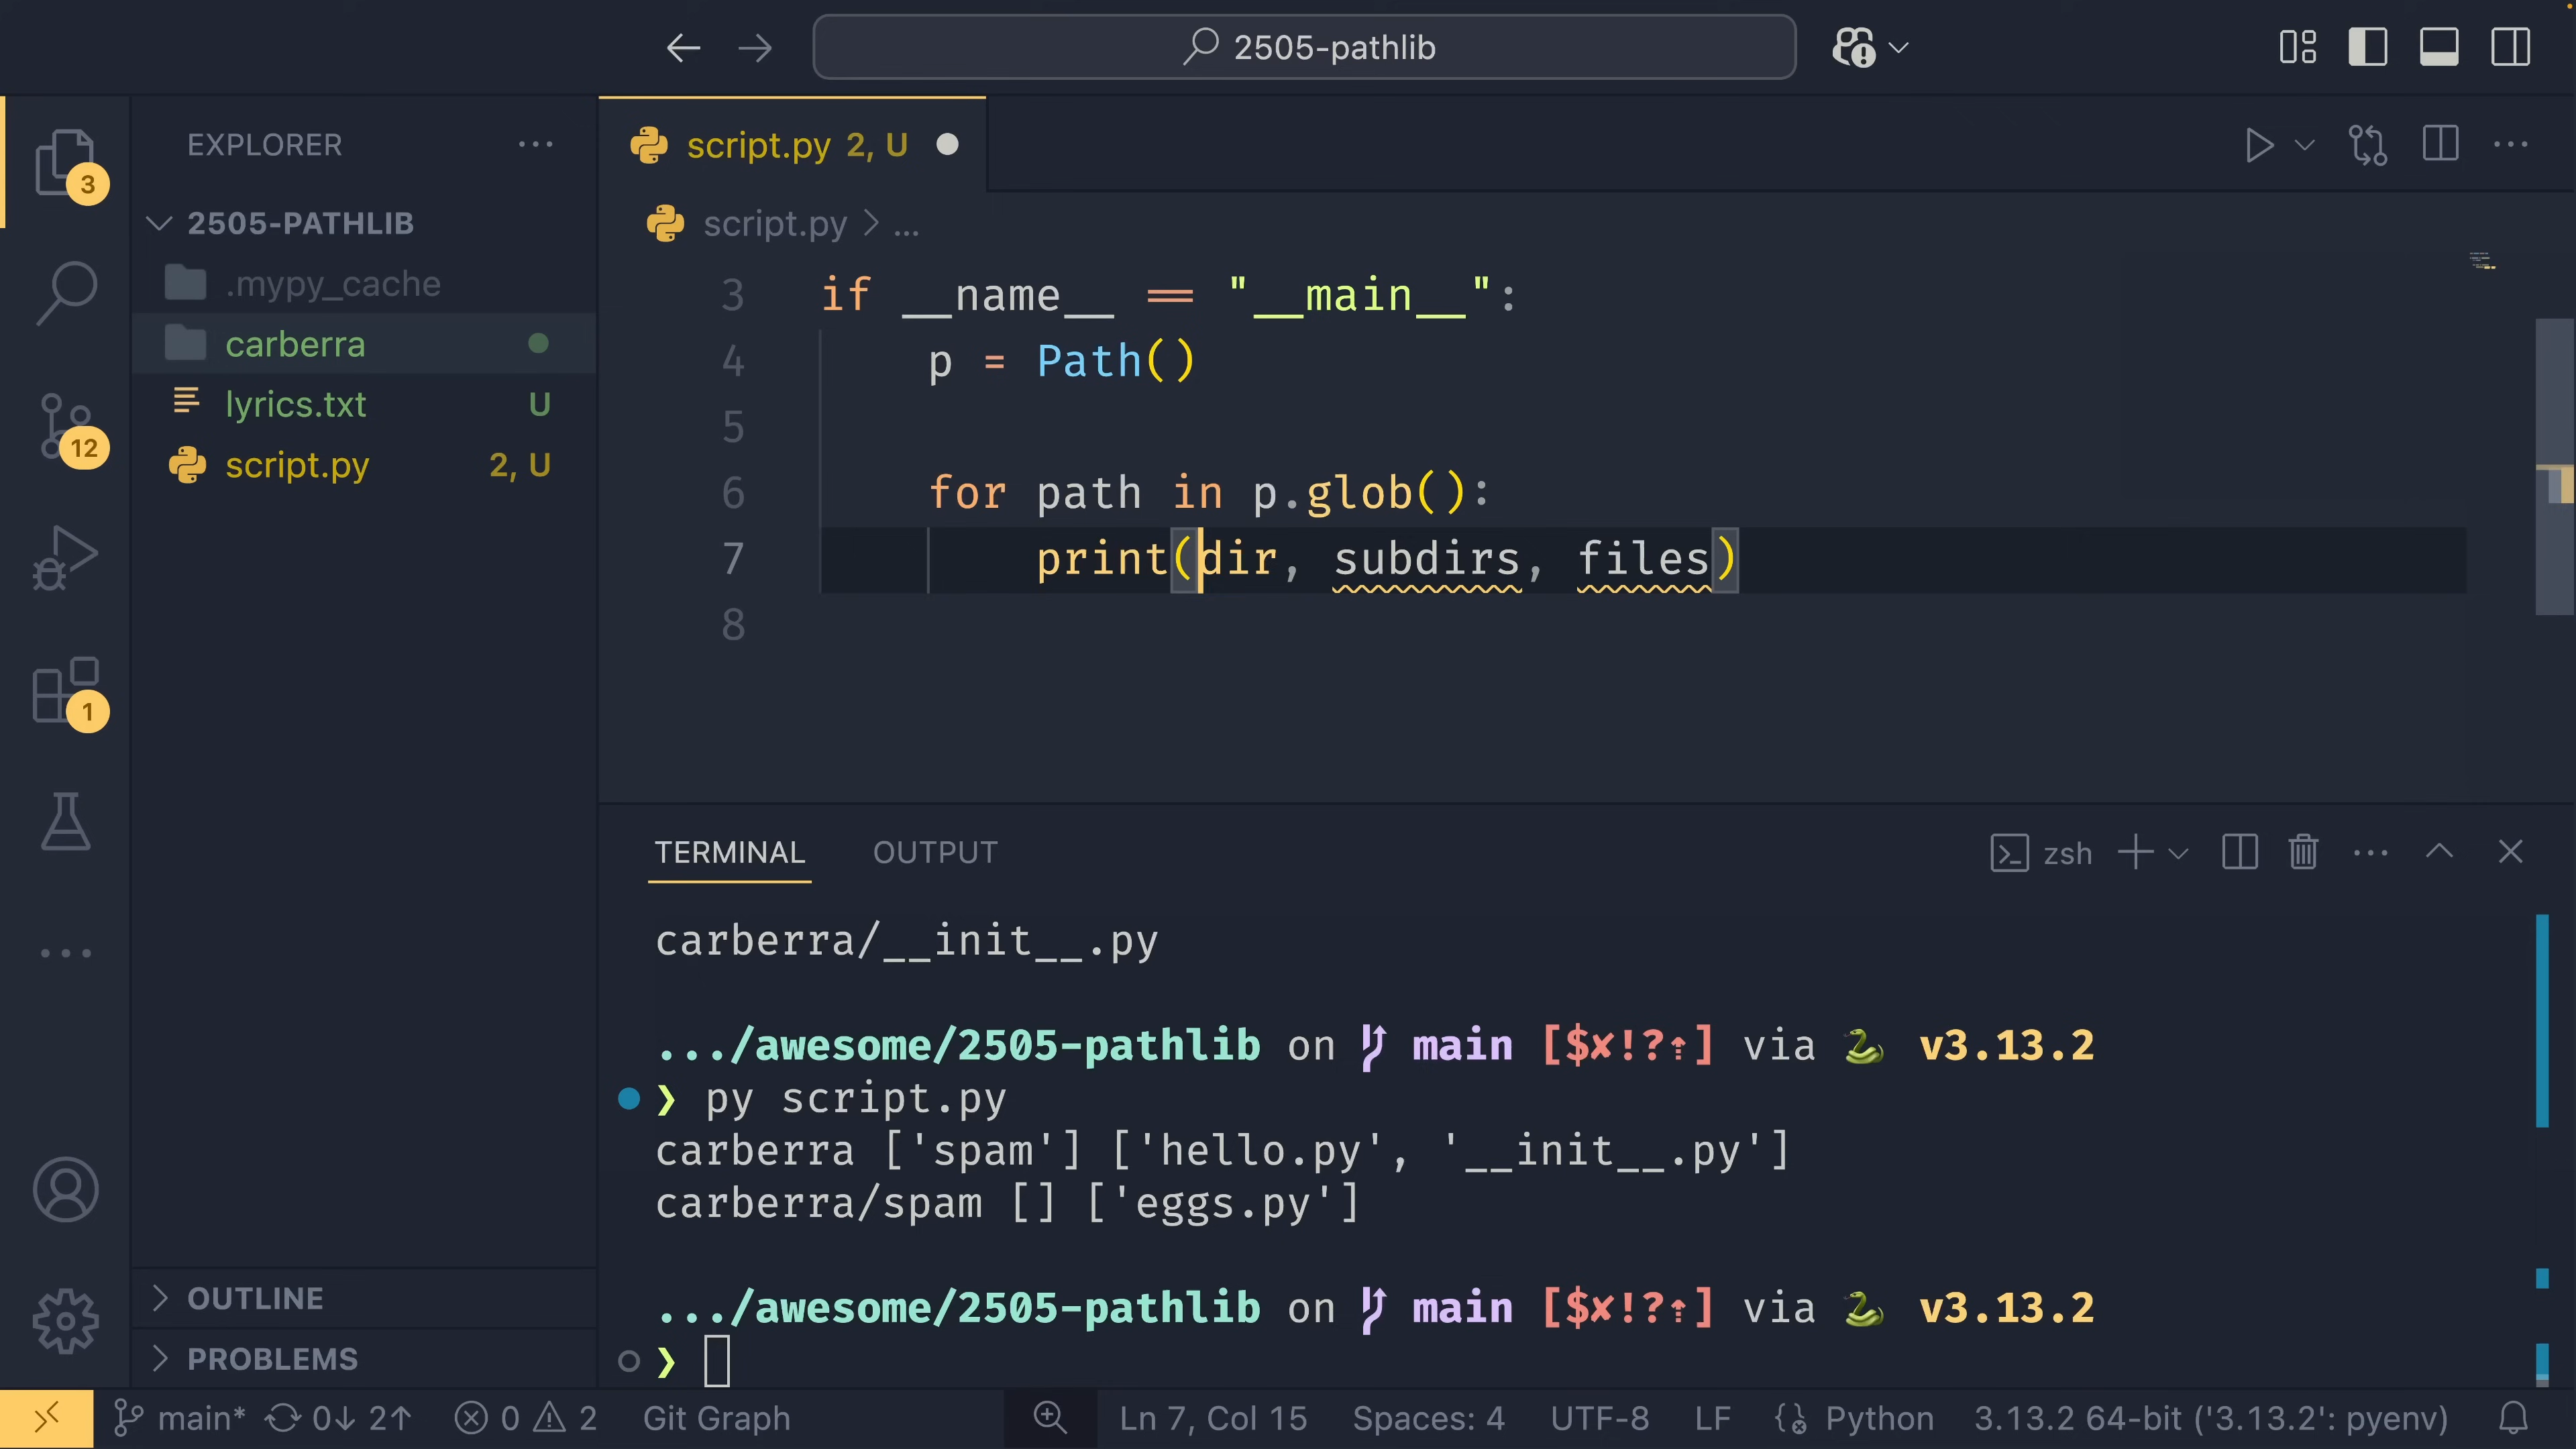 2505-pathlib
EXPLORER
script.py 2, U
3
2505-PATHLIB
script.py > ...
.mypy_cache
carberra
lyrics.txt U
script.py 2, U
12
1
3 if __name__ == "__main__":
4 p = Path()
5
6 for path in p.glob():
7 print(dir, subdirs, files)
8
TERMINAL OUTPUT
zsh
carberra/__init__.py
.../awesome/2505-pathlib on main [$✘!?⇡] via 🐍 v3.13.2
❯ py script.py
carberra ['spam'] ['hello.py', '__init__.py']
carberra/spam [] ['eggs.py']
.../awesome/2505-pathlib on main [$✘!?⇡] via 🐍 v3.13.2
❯
OUTLINE
PROBLEMS
main* 0↓ 2↑ 0 2 Git Graph Ln 7, Col 15 Spaces: 4 UTF-8 LF Python 3.13.2 64-bit ('3.13.2': pyenv)